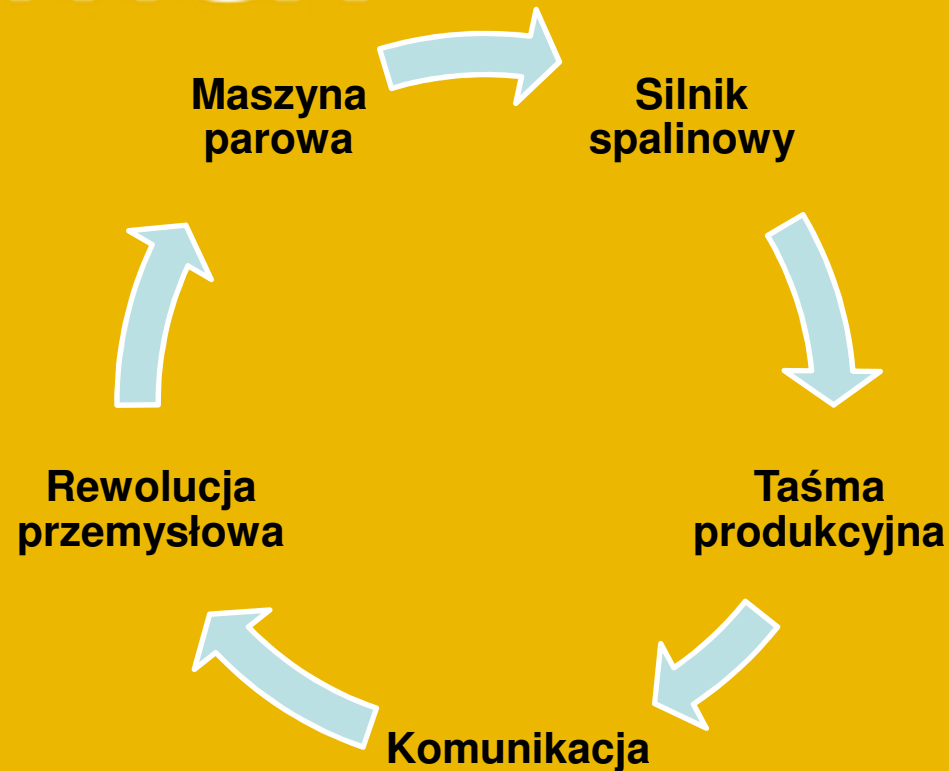 Maszyna
parowa
Silnik
spalinowy
Taśma
produkcyjna
Komunikacja
Rewolucja
przemysłowa